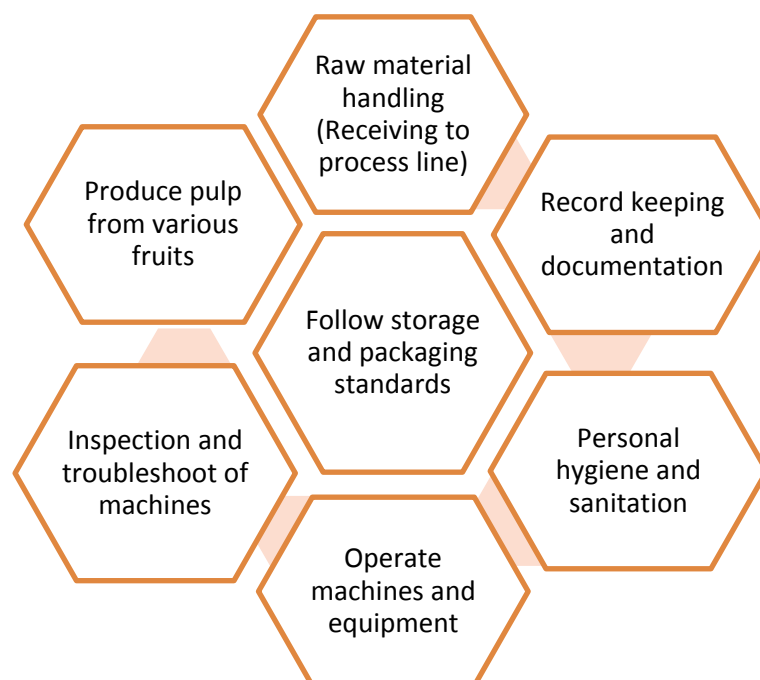 Raw material
handling
(Receiving to
process line)
Produce pulp
from various
fruits
Record keeping
and
documentation
Follow storage
and packaging
standards
Inspection and
troubleshoot of
machines
Personal
hygiene and
sanitation
Operate
machines and
equipment